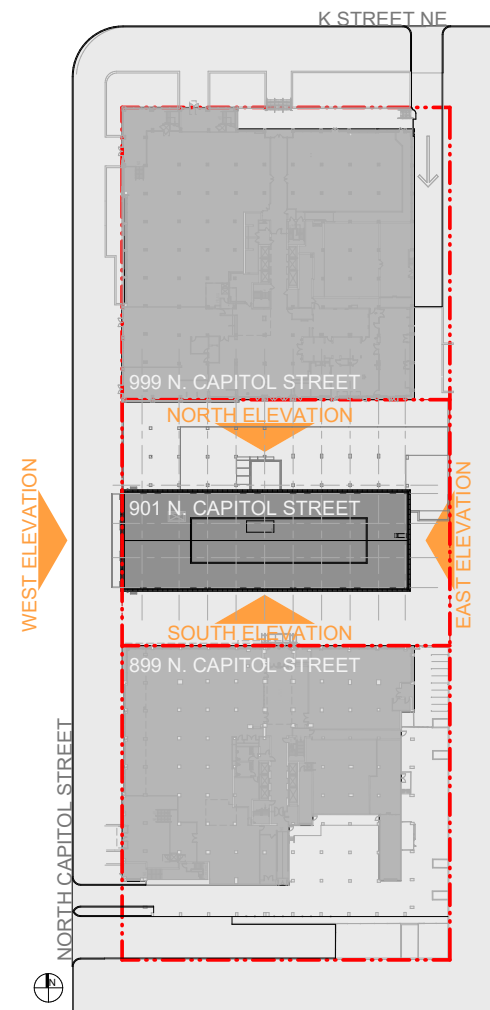 K STREET NE
999 N. CAPITOL STREET
NORTH ELEVATION
901 N. CAPITOL STREET
WEST ELEVATION
EAST ELEVATION
SOUTH ELEVATION
899 N. CAPITOL STREET
NORTH CAPITOL STREET
N